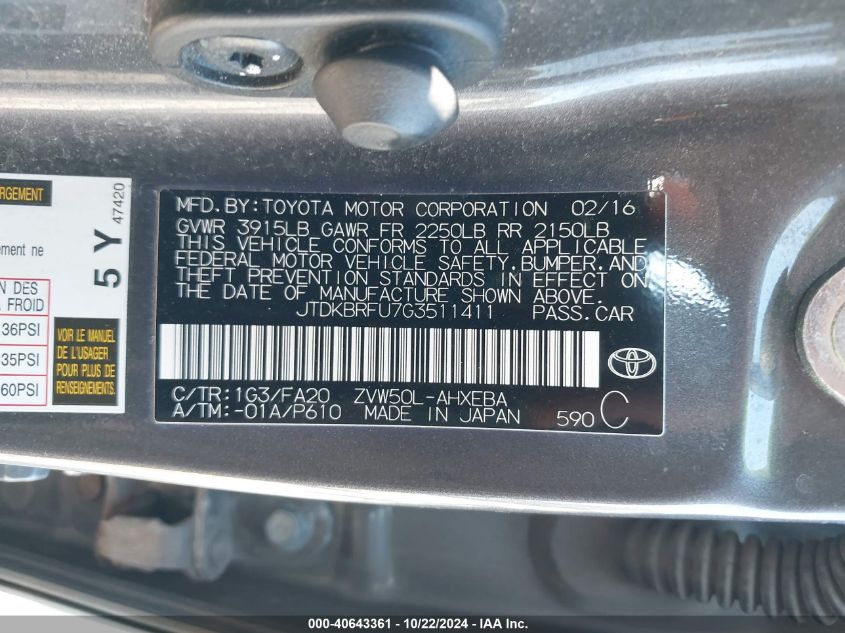 RGEMENT
ement ne
N DES
A FROID
36PSI
35PSI
60PSI
5 Y
47420
VOIR LE MANUEL
DE L'USAGER
POUR PLUS DE
RENSEIGNEMENTS
MFD.BY:TOYOTA MOTOR CORPORATION 02/16
GVWR 3915LB GAWR FR 2250LB RR 2150LB
THIS VEHICLE CONFORMS TO ALL APPLICABLE
FEDERAL MOTOR VEHICLE SAFETY,BUMPER,AND
THEFT PREVENTION STANDARDS IN EFFECT ON
THE DATE OF MANUFACTURE SHOWN ABOVE.
JTDKBRFU7G3511411 PASS.CAR
C/TR:1G3/FA20 ZVW50L-AHXEBA
A/TM:-01A/P610 MADE IN JAPAN 590 C
000-40643361 - 10/22/2024 - IAA Inc.